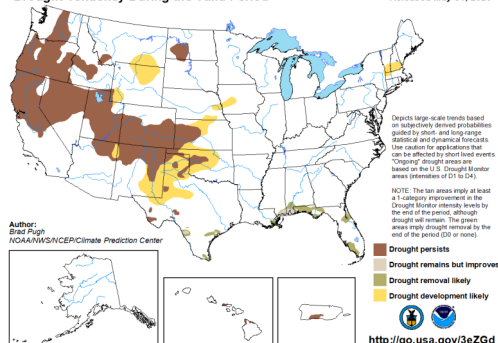 Author:
Brad Pugh
NOAA/NWS/NCEP/Climate Prediction Center
Depicts large-scale trends based
on subjectively derived probabilities
guided by short- and long-range
statistical and dynamical forecasts.
Use caution for applications that
can be affected by short lived events.
"Ongoing" drought areas are
based on the U.S. Drought Monitor
areas (intensities of D1 to D4).
NOTE: The tan areas imply at least
a 1-category improvement in the
Drought Monitor intensity levels by
the end of the period, although
drought will remain. The green
areas imply drought removal by the
end of the period (D0 or none).
Drought persists
Drought remains but improves
Drought removal likely
Drought development likely
http://go.usa.gov/3eZGd